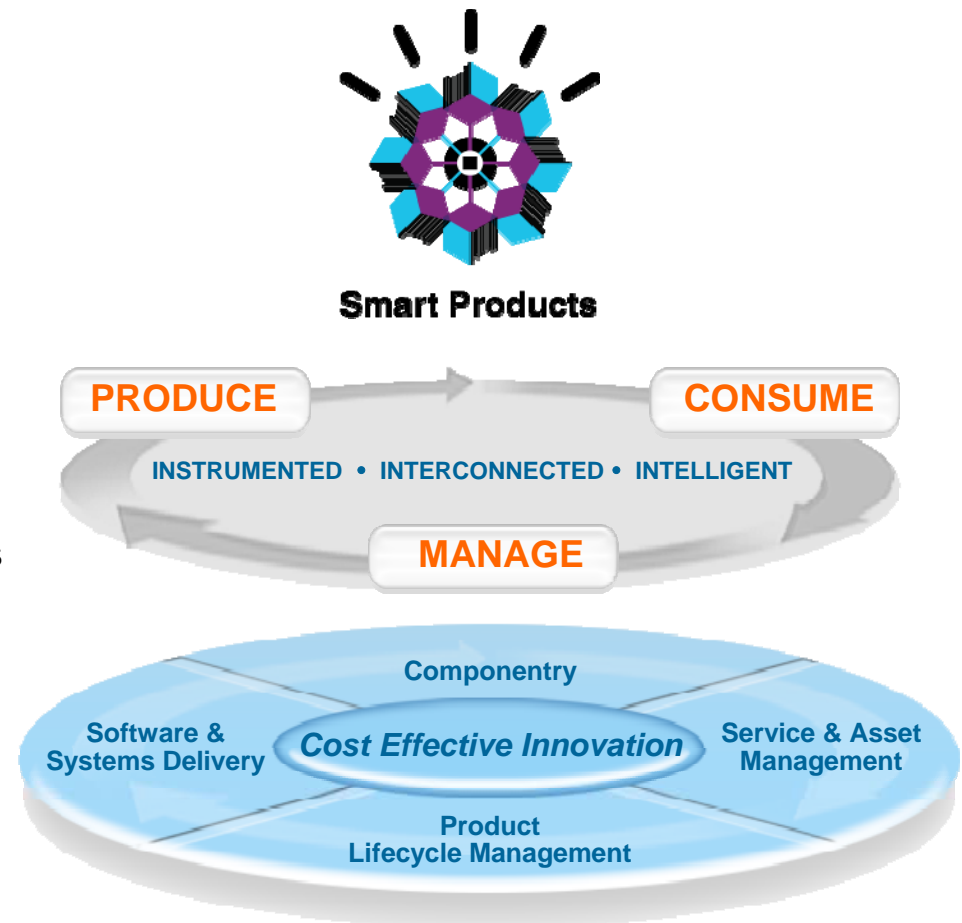 Smart Products
PRODUCE
CONSUME
INSTRUMENTED • INTERCONNECTED • INTELLIGENT
MANAGE
Componentry
Software &
Systems Delivery
Cost Effective Innovation
Service & Asset
Management
Product
Lifecycle Management